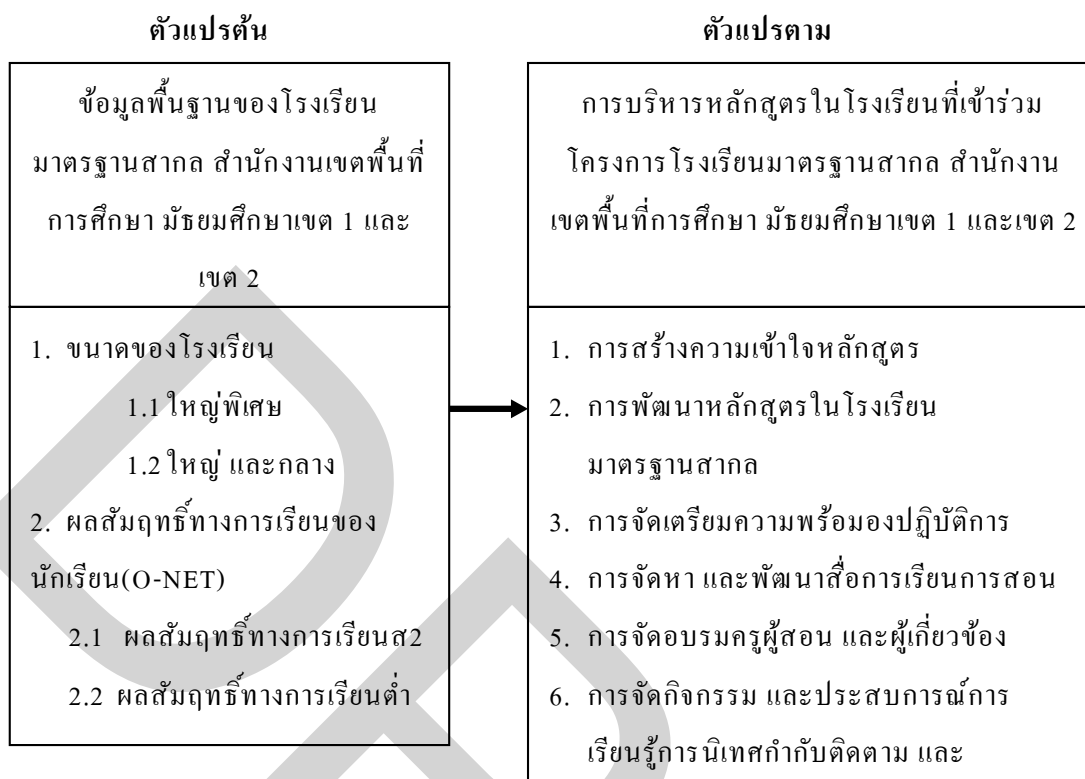 ตัวแปรต้น
ข้อมูลพื้นฐานของโรงเรียน
มาตรฐานสากล สำนักงานเขตพื้นที่
การศึกษา มัธยมศึกษาเขต 1 และ
เขต 2
1. ขนาดของโรงเรียน
1.1 ใหญ่พิเศษ
1.2 ใหญ่ และกลาง
2. ผลสัมฤทธิ์ทางการเรียนของ
นักเรียน(O-NET)
2.1 ผลสัมฤทธิ์ทางการเรียนส2
2.2 ผลสัมฤทธิ์ทางการเรียนต่ำ
ตัวแปรตาม
การบริหารหลักสูตรในโรงเรียนที่เข้าร่วม
โครงการโรงเรียนมาตรฐานสากล สำนักงาน
เขตพื้นที่การศึกษา มัธยมศึกษาเขต 1 และเขต 2
1. การสร้างความเข้าใจหลักสูตร
2. การพัฒนาหลักสูตรในโรงเรียน
มาตรฐานสากล
3. การจัดเตรียมความพร้อมองปฏิบัติการ
4. การจัดหา และพัฒนาสื่อการเรียนการสอน
5. การจัดอบรมครูผู้สอน และผู้เกี่ยวข้อง
6. การจัดกิจกรรม และประสบการณ์การ
เรียนรู้การนิเทศกำกับติดตาม และ